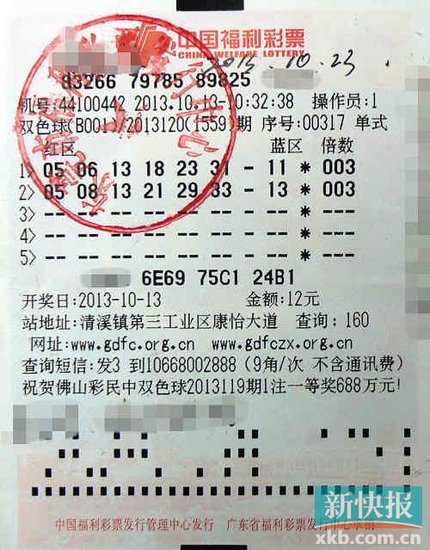 中国福利彩票
CHINA WELFARE LOTTERY
10.23
83266 79785 89825
机号:44100442 2013.10.13-10:32:38 操作员:1
双色球(B001)/2013120(1559)期 序号:00317 单式
红区 蓝区 倍数
1> 05 06 13 18 23 31 - 11 * 003
2> 05 08 13 21 29 33 - 13 * 003
3> -- -- -- -- -- -- - -- * ---
4> -- -- -- -- -- -- - -- * ---
5> -- -- -- -- -- -- - -- * ---
6E69 75C1 24B1
开奖日:2013-10-13 金额:12元
站地址:清溪镇第三工业区康怡大道 查询:160
网址:www.gdfc.org.cn www.gdfczx.org.cn
查询短信:发3 到10668002888 (9角/次 不含通讯费)
祝贺佛山彩民中双色球2013119期1注一等奖688万元!
中国福利彩票发行管理中心发行 广东省福利彩票发行中心承销
新快报
xkb.com.cn